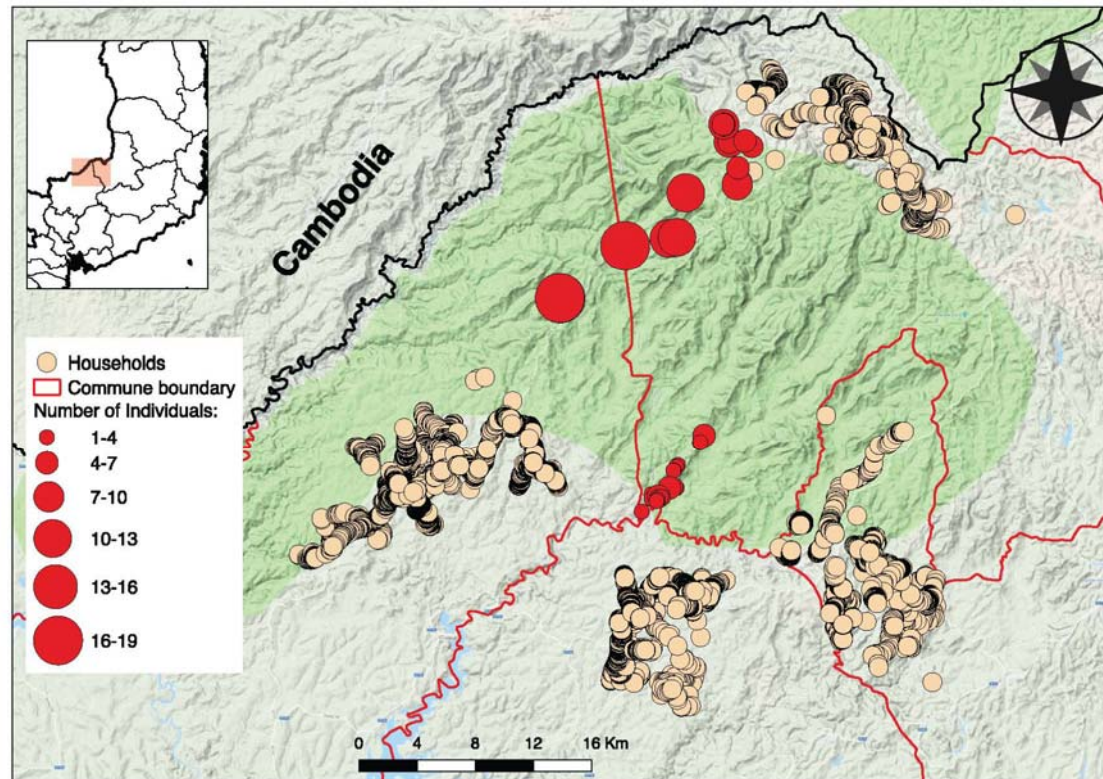 Cambodia
Households
Commune boundary
Number of Individuals:
1-4
4-7
7-10
10-13
13-16
16-19
0 4 8 12 16 Km